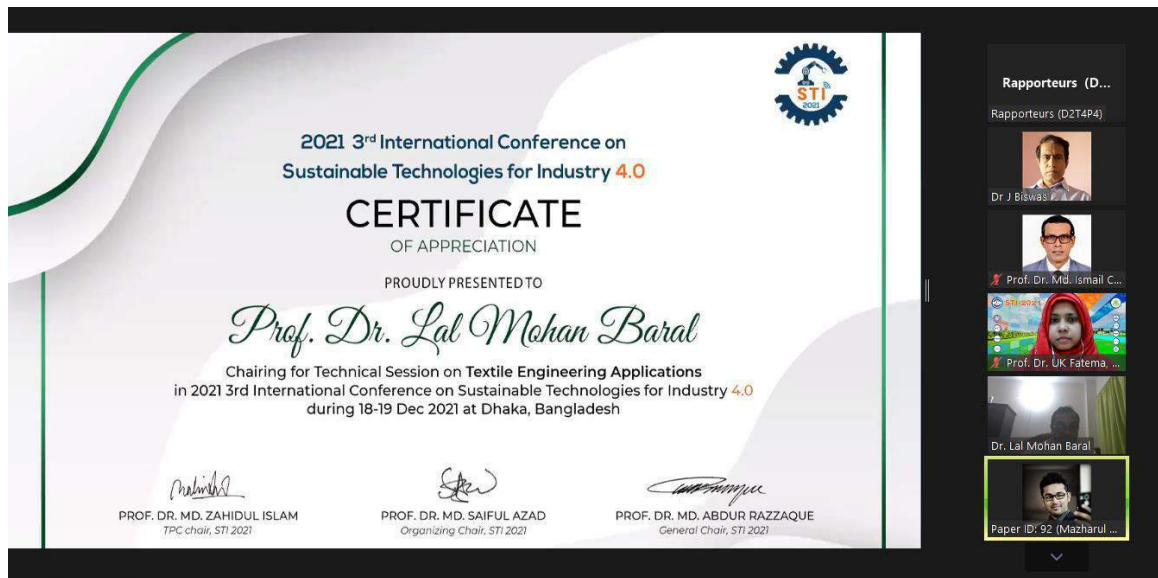 STI
2021
2021 3rd International Conference on
Sustainable Technologies for Industry 4.0
CERTIFICATE
OF APPRECIATION
PROUDLY PRESENTED TO
Prof. Dr. Lal Mohan Baral
Chairing for Technical Session on Textile Engineering Applications
in 2021 3rd International Conference on Sustainable Technologies for Industry 4.0
during 18-19 Dec 2021 at Dhaka, Bangladesh
PROF. DR. MD. ZAHIDUL ISLAM
TPC chair, STI 2021
PROF. DR. MD. SAIFUL AZAD
Organizing Chair, STI 2021
PROF. DR. MD. ABDUR RAZZAQUE
General Chair, STI 2021
Rapporteurs (D...
Rapporteurs (D2T4P4)
Dr J Biswas
Prof. Dr. Md. Ismail C...
STI-2021
Prof. Dr. UK Fatema, ...
Dr. Lal Mohan Baral
Paper ID: 92 (Mazharul ...